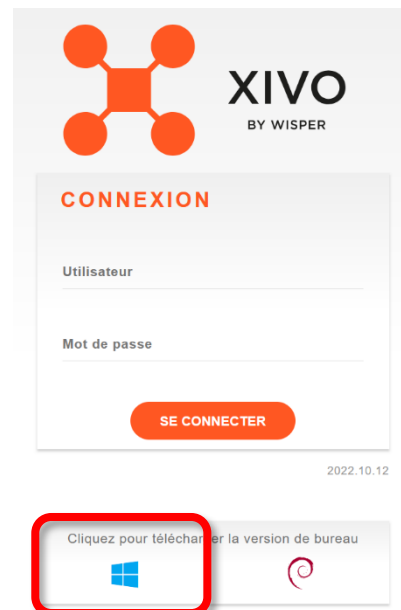 XIVO
BY WISPER
CONNEXION
Utilisateur
Mot de passe
SE CONNECTER
2022.10.12
Cliquez pour télécharger la version de bureau